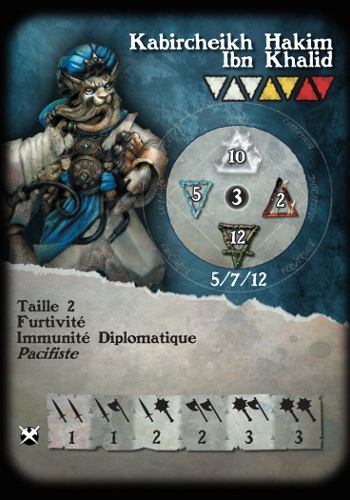 Kabircheikh Hakim
Ibn Khalid
10
5
3
2
12
5/7/12
Taille 2
Furtivité
Immunité Diplomatique
Pacifiste
1 1 2 2 3 3